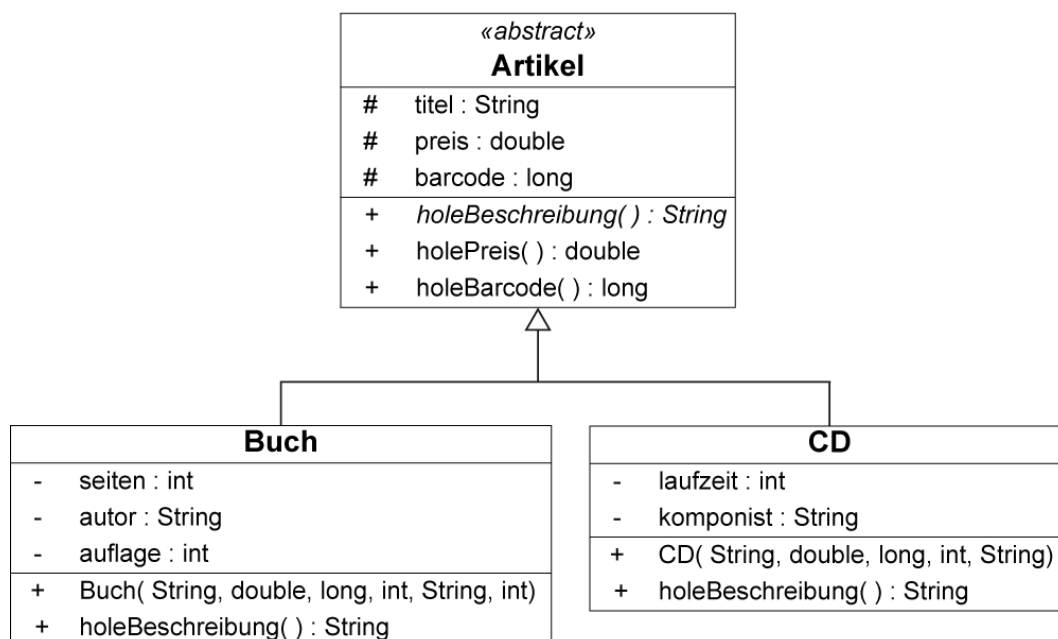 «abstract»
Artikel
# titel : String
# preis : double
# barcode : long
+ holeBeschreibung( ) : String
+ holePreis( ) : double
+ holeBarcode( ) : long
Buch
- seiten : int
- autor : String
- auflage : int
+ Buch( String, double, long, int, String, int)
+ holeBeschreibung( ) : String
CD
- laufzeit : int
- komponist : String
+ CD( String, double, long, int, String)
+ holeBeschreibung( ) : String